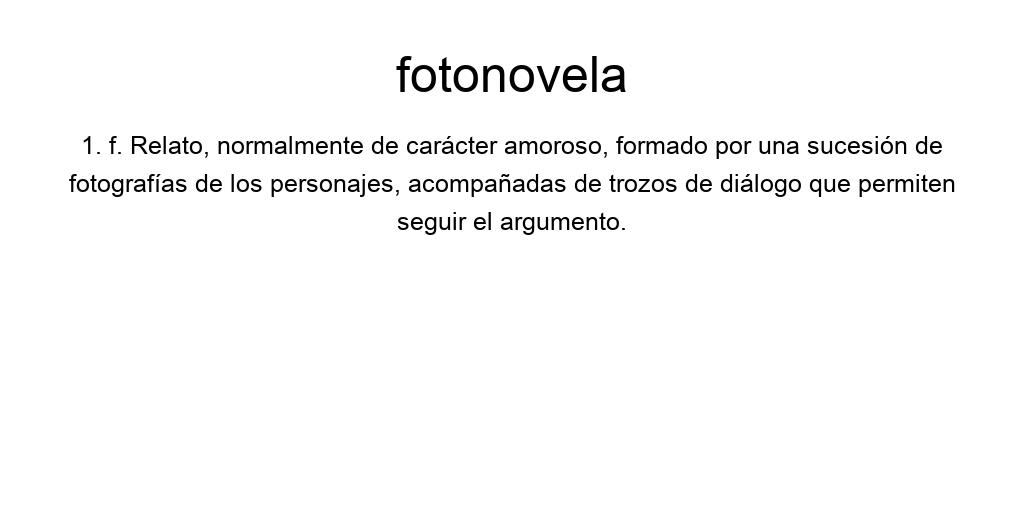 fotonovela
1. f. Relato, normalmente de carácter amoroso, formado por una sucesión de
fotografías de los personajes, acompañadas de trozos de diálogo que permiten
seguir el argumento.